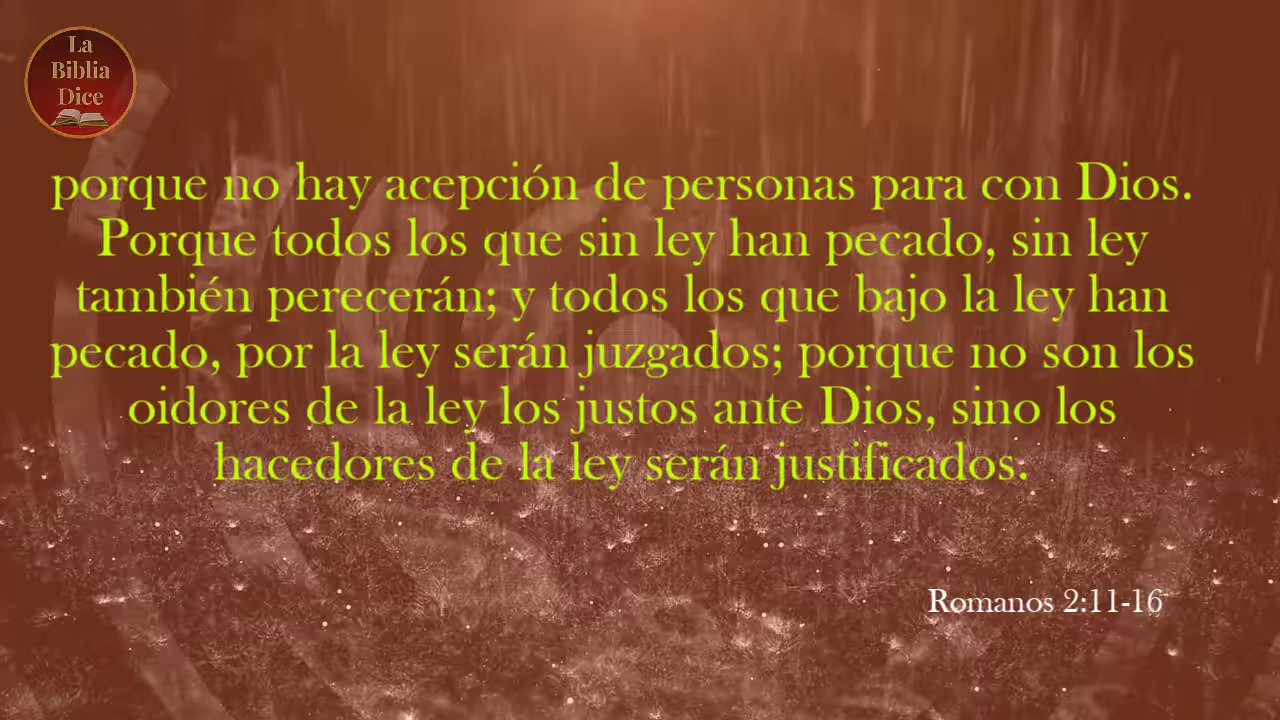 La
Biblia
Dice
porque no hay acepción de personas para con Dios.
Porque todos los que sin ley han pecado, sin ley
también perecerán; y todos los que bajo la ley han
pecado, por la ley serán juzgados; porque no son los
oidores de la ley los justos ante Dios, sino los
hacedores de la ley serán justificados.
Romanos 2:11-16